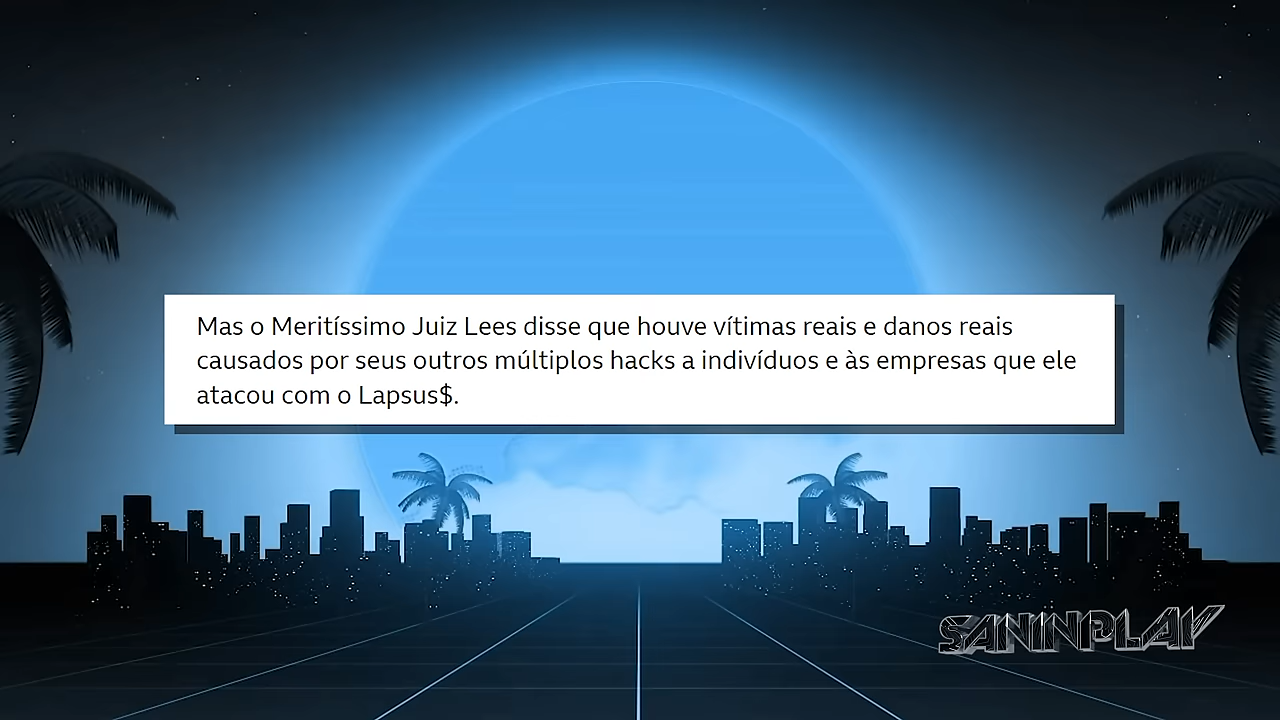 Mas o Meritíssimo Juiz Lees disse que houve vítimas reais e danos reais
causados por seus outros múltiplos hacks a indivíduos e às empresas que ele
atacou com o Lapsus$.
SANINPLAY